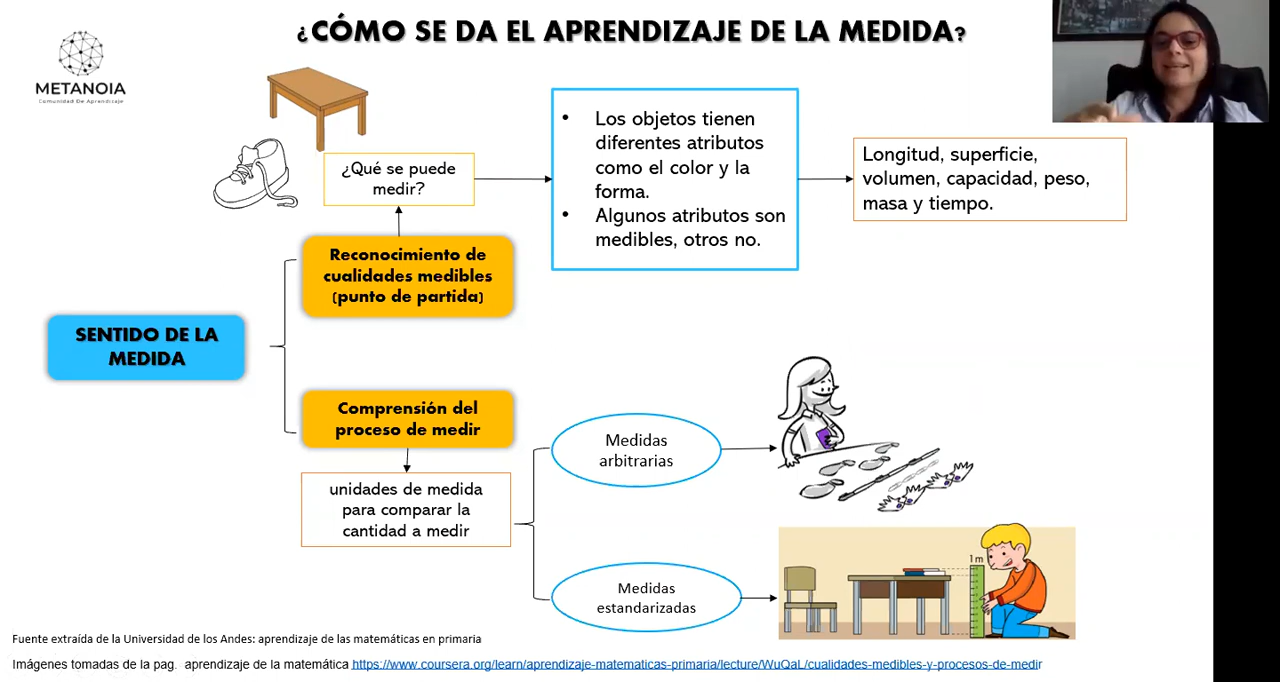 ¿CÓMO SE DA EL APRENDIZAJE DE LA MEDIDA?
METANOIA
Comunidad De Aprendizaje
¿Qué se puede
medir?
• Los objetos tienen
diferentes atributos
como el color y la
forma.
• Algunos atributos son
medibles, otros no.
Longitud, superficie,
volumen, capacidad, peso,
masa y tiempo.
Reconocimiento de
cualidades medibles
(punto de partida)
SENTIDO DE LA
MEDIDA
Comprensión del
proceso de medir
unidades de medida
para comparar la
cantidad a medir
Medidas
arbitrarias
Medidas
estandarizadas
1m
Fuente extraída de la Universidad de los Andes: aprendizaje de las matemáticas en primaria
Imágenes tomadas de la pag. aprendizaje de la matemática https://www.coursera.org/learn/aprendizaje-matematicas-primaria/lecture/WuQaL/cualidades-medibles-y-procesos-de-medir